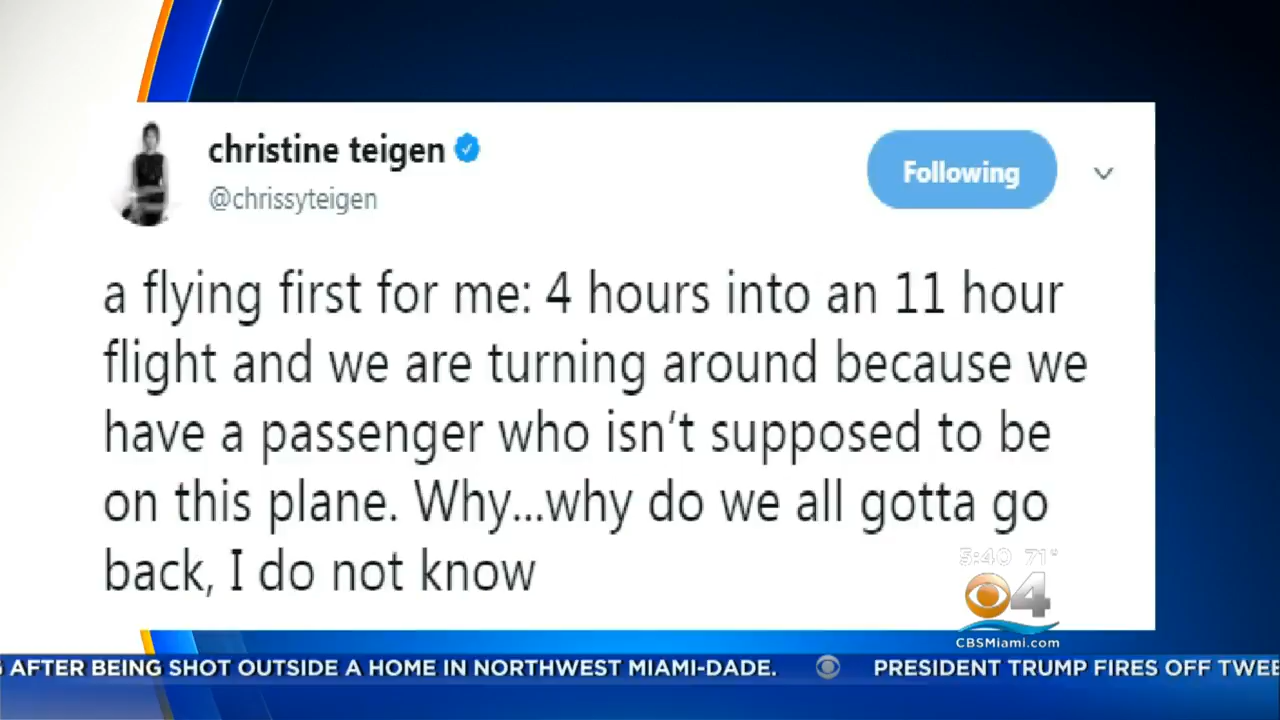 christine teigen
@chrissyteigen
Following
a flying first for me: 4 hours into an 11 hour
flight and we are turning around because we
have a passenger who isn't supposed to be
on this plane. Why...why do we all gotta go
back, I do not know
5:40 71°
4
CBSMiami.com
AFTER BEING SHOT OUTSIDE A HOME IN NORTHWEST MIAMI-DADE. PRESIDENT TRUMP FIRES OFF TWEE